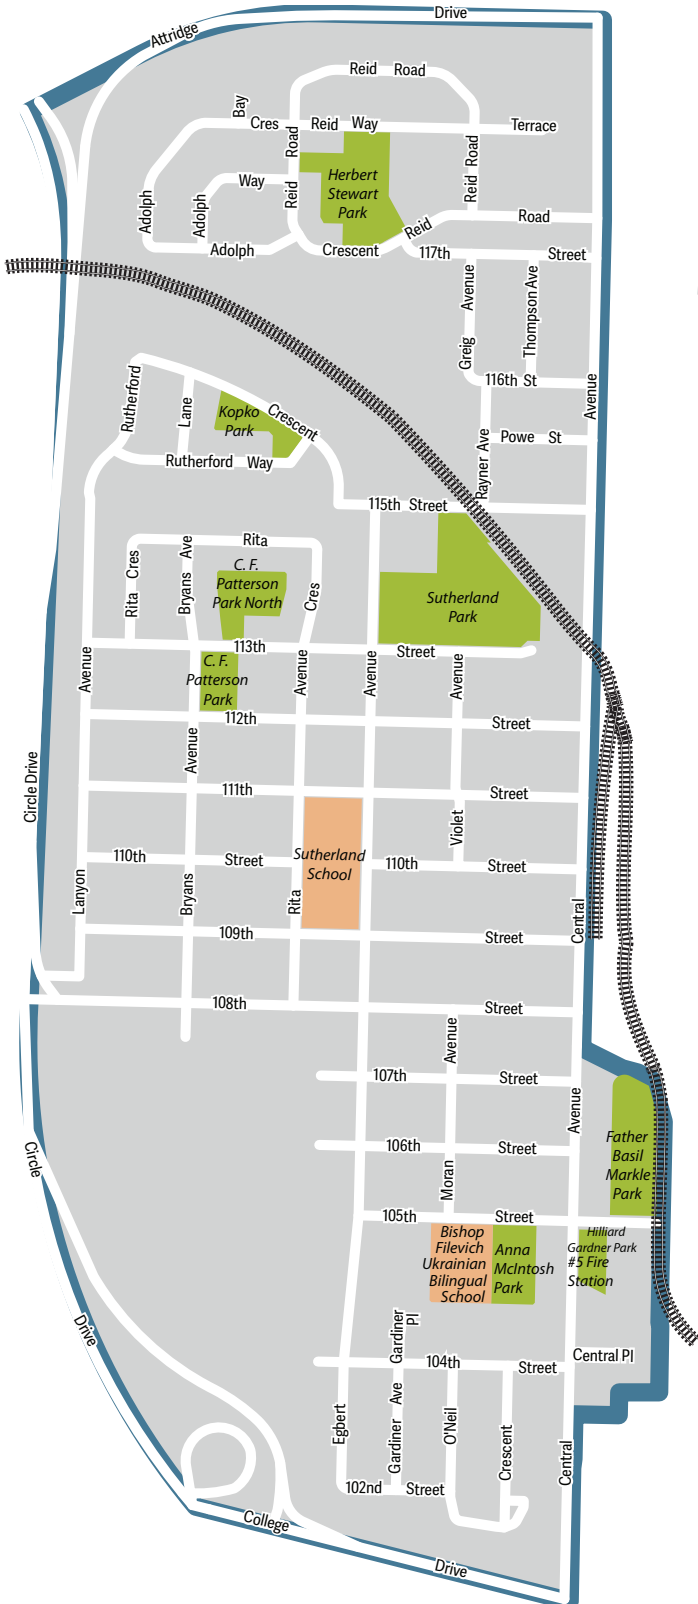 Drive
Attridge
Reid Road
Bay
Cres
Reid Way
Terrace
Road
Reid Road
Way
Reid
Herbert
Stewart
Park
Adolph
Adolph
Reid
Road
Adolph
Crescent
117th
Street
Avenue
Thompson Ave
Greig
Rutherford
116th St
Avenue
Lane
Kopko
Park
Crescent
Powe St
Rutherford Way
Rayner Ave
115th Street
Rita
Ave
Cres
C. F.
Patterson
Park North
Bryans
Rita
Cres
Sutherland
Park
113th
Street
Avenue
C. F.
Patterson
Park
Avenue
Avenue
Avenue
112th
Street
Avenue
Circle Drive
111th
Street
Violet
110th
Street
Sutherland
School
110th
Street
Lanyon
Bryans
Rita
Central
109th
Street
108th
Street
Avenue
107th
Street
Avenue
106th
Street
Father
Basil
Markle
Park
Circle
Moran
105th
Street
Bishop
Filevich
Ukrainian
Bilingual
School
Anna
McIntosh
Park
Hilliard
Gardner Park
#5 Fire
Station
Drive
Gardiner Pl
104th
Street
Central Pl
Egbert
Gardiner Ave
O'Neil
Crescent
Central
102nd
Street
College
Drive